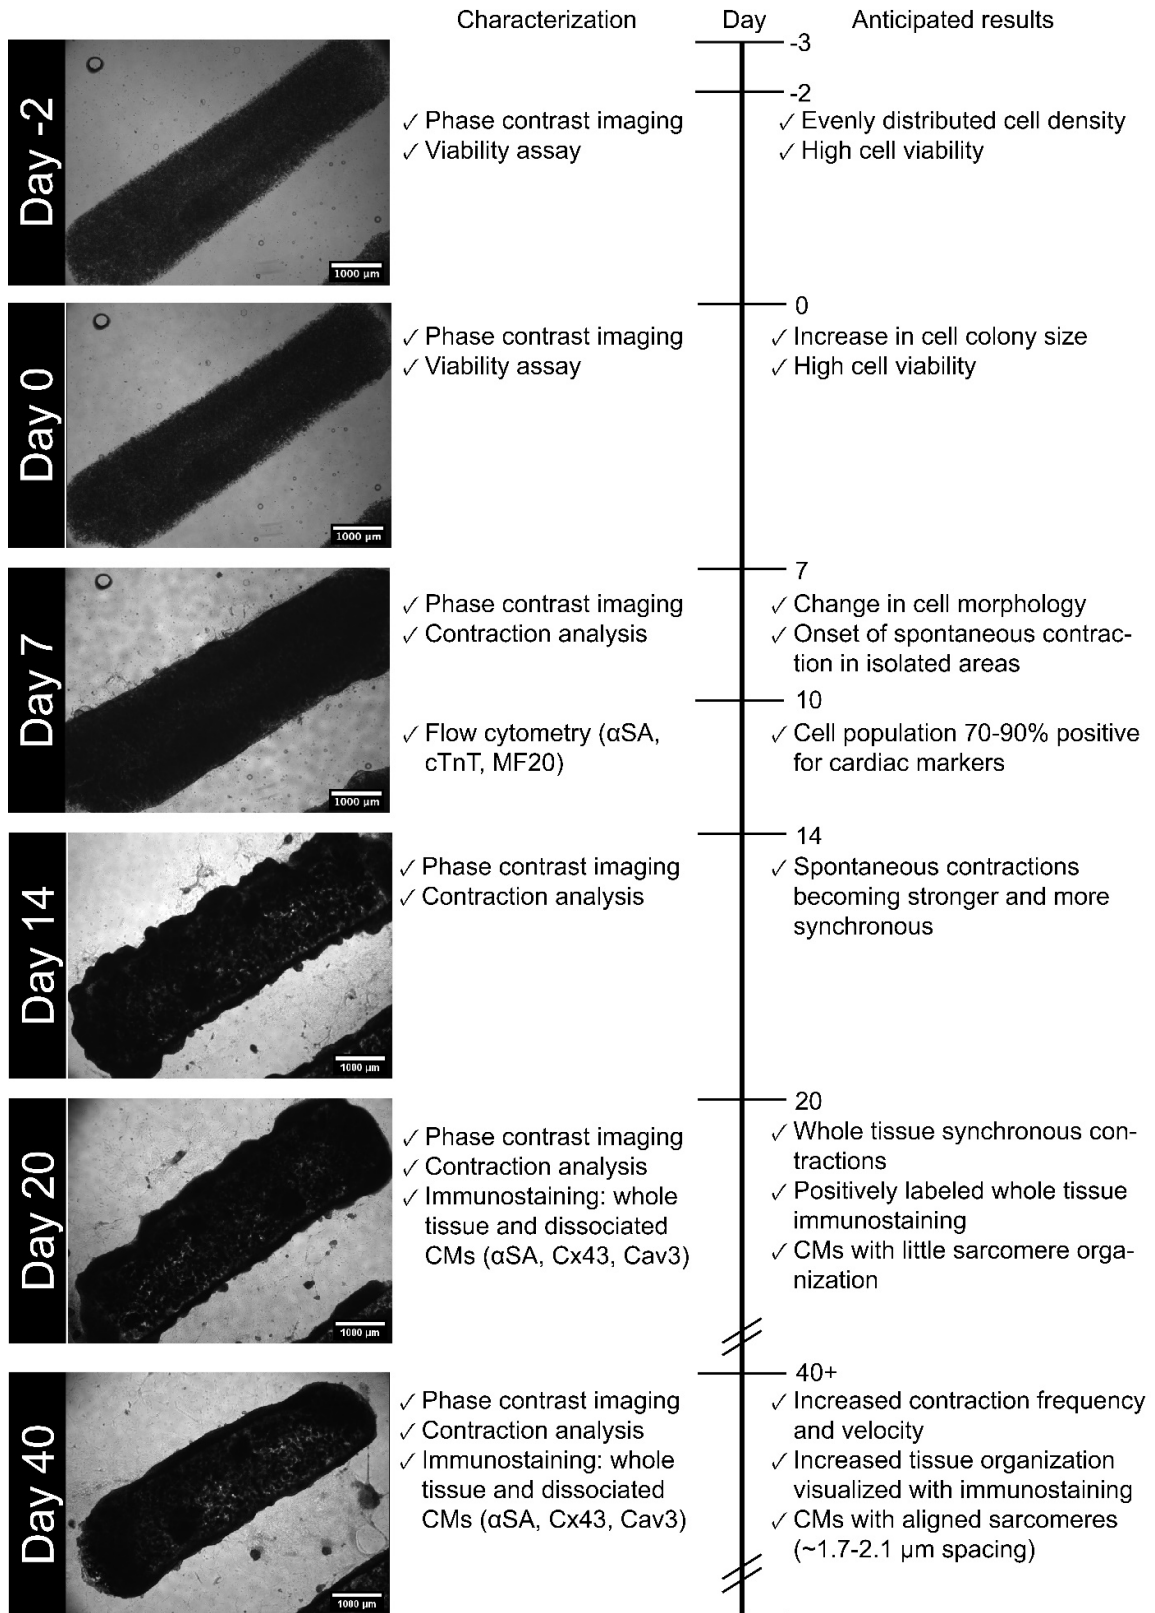 Characterization Day Anticipated results
-3
Day -2
-2
✓ Phase contrast imaging
✓ Viability assay
✓ Evenly distributed cell density
✓ High cell viability
1000 µm
Day 0
0
✓ Phase contrast imaging
✓ Viability assay
✓ Increase in cell colony size
✓ High cell viability
1000 µm
Day 7
7
✓ Phase contrast imaging
✓ Contraction analysis
✓ Change in cell morphology
✓ Onset of spontaneous contrac-
tion in isolated areas
10
✓ Flow cytometry (αSA,
cTnT, MF20)
✓ Cell population 70-90% positive
for cardiac markers
1000 µm
Day 14
14
✓ Phase contrast imaging
✓ Contraction analysis
✓ Spontaneous contractions
becoming stronger and more
synchronous
1000 µm
Day 20
20
✓ Phase contrast imaging
✓ Contraction analysis
✓ Immunostaining: whole
tissue and dissociated
CMs (αSA, Cx43, Cav3)
✓ Whole tissue synchronous con-
tractions
✓ Positively labeled whole tissue
immunostaining
✓ CMs with little sarcomere orga-
nization
1000 µm
Day 40
40+
✓ Phase contrast imaging
✓ Contraction analysis
✓ Immunostaining: whole
tissue and dissociated
CMs (αSA, Cx43, Cav3)
✓ Increased contraction frequency
and velocity
✓ Increased tissue organization
visualized with immunostaining
✓ CMs with aligned sarcomeres
(~1.7-2.1 µm spacing)
1000 µm